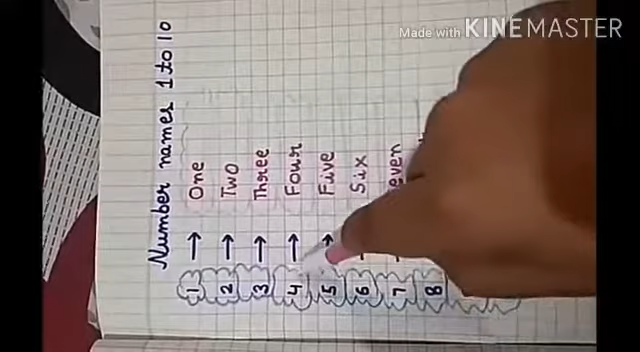 Made with KINEMASTER
Number names 1 to 10
1 → One
2 → Two
3 → Three
4 → Four
5 → Five
6 Six
7 even
8